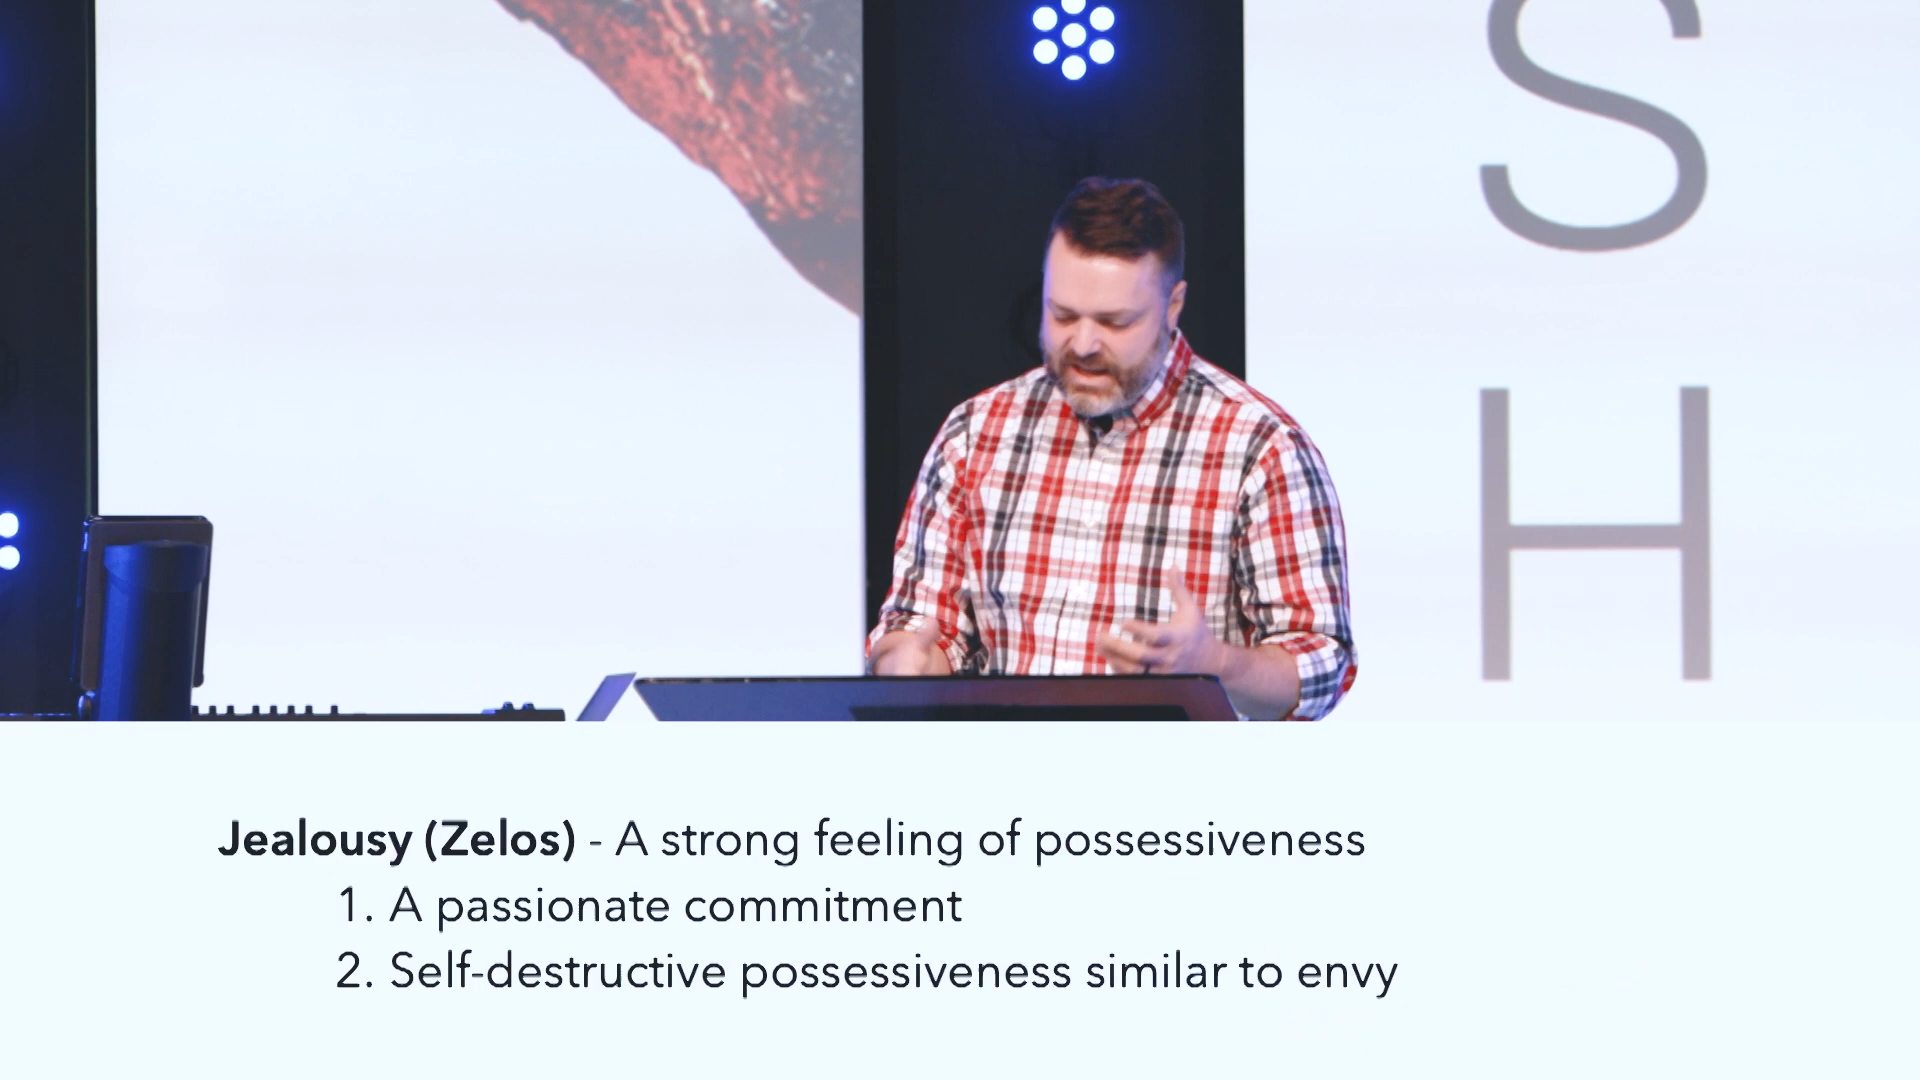 S
H
Jealousy (Zelos) - A strong feeling of possessiveness
1. A passionate commitment
2. Self-destructive possessiveness similar to envy